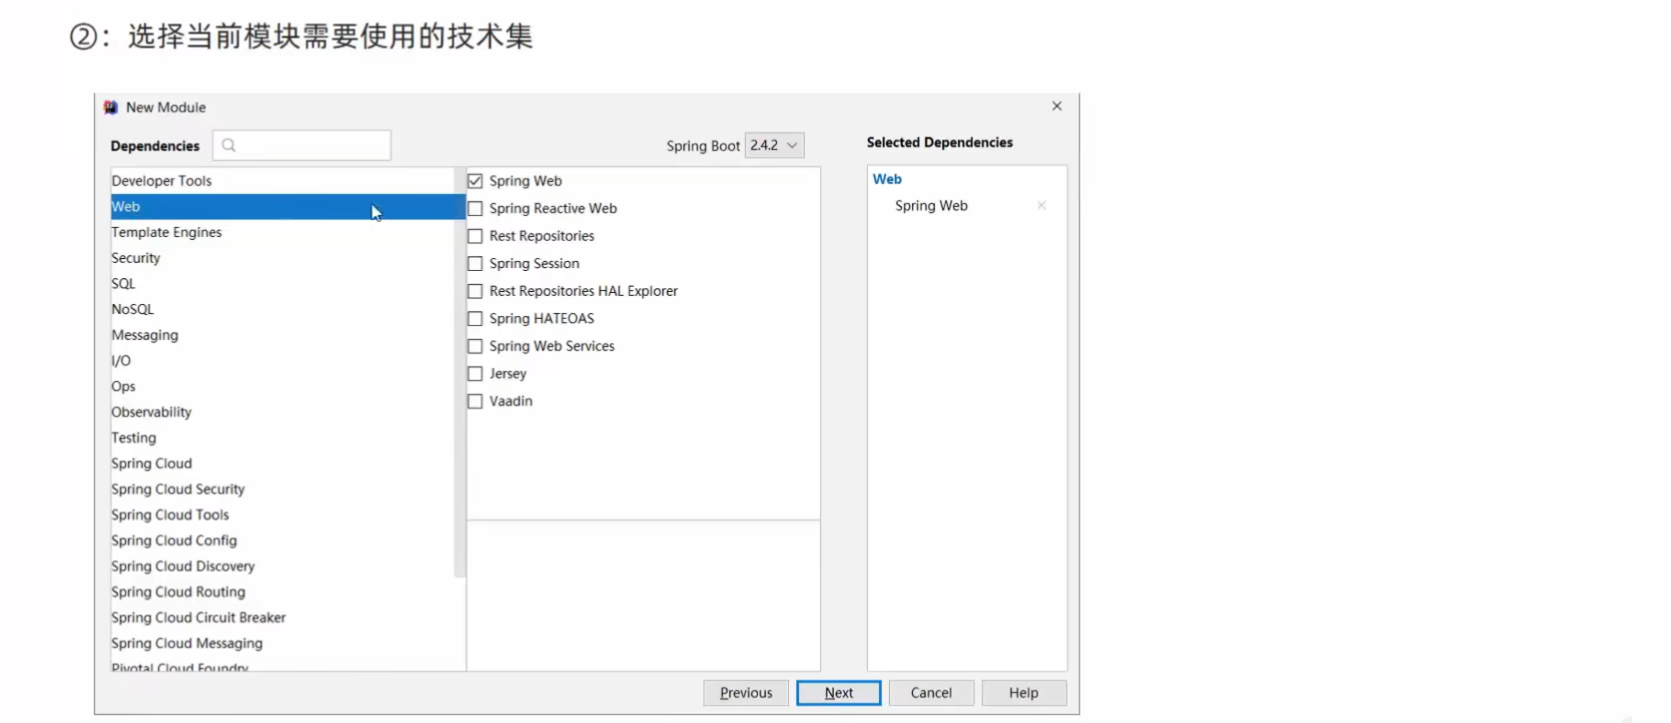 ②：选择当前模块需要使用的技术集
New Module
Dependencies
Spring Boot 2.4.2
Selected Dependencies
Developer Tools
Web
Template Engines
Security
SQL
NoSQL
Messaging
I/O
Ops
Observability
Testing
Spring Cloud
Spring Cloud Security
Spring Cloud Tools
Spring Cloud Config
Spring Cloud Discovery
Spring Cloud Routing
Spring Cloud Circuit Breaker
Spring Cloud Messaging
Pivotal Cloud Foundry
Spring Web
Spring Reactive Web
Rest Repositories
Spring Session
Rest Repositories HAL Explorer
Spring HATEOAS
Spring Web Services
Jersey
Vaadin
Web
Spring Web
Previous
Next
Cancel
Help